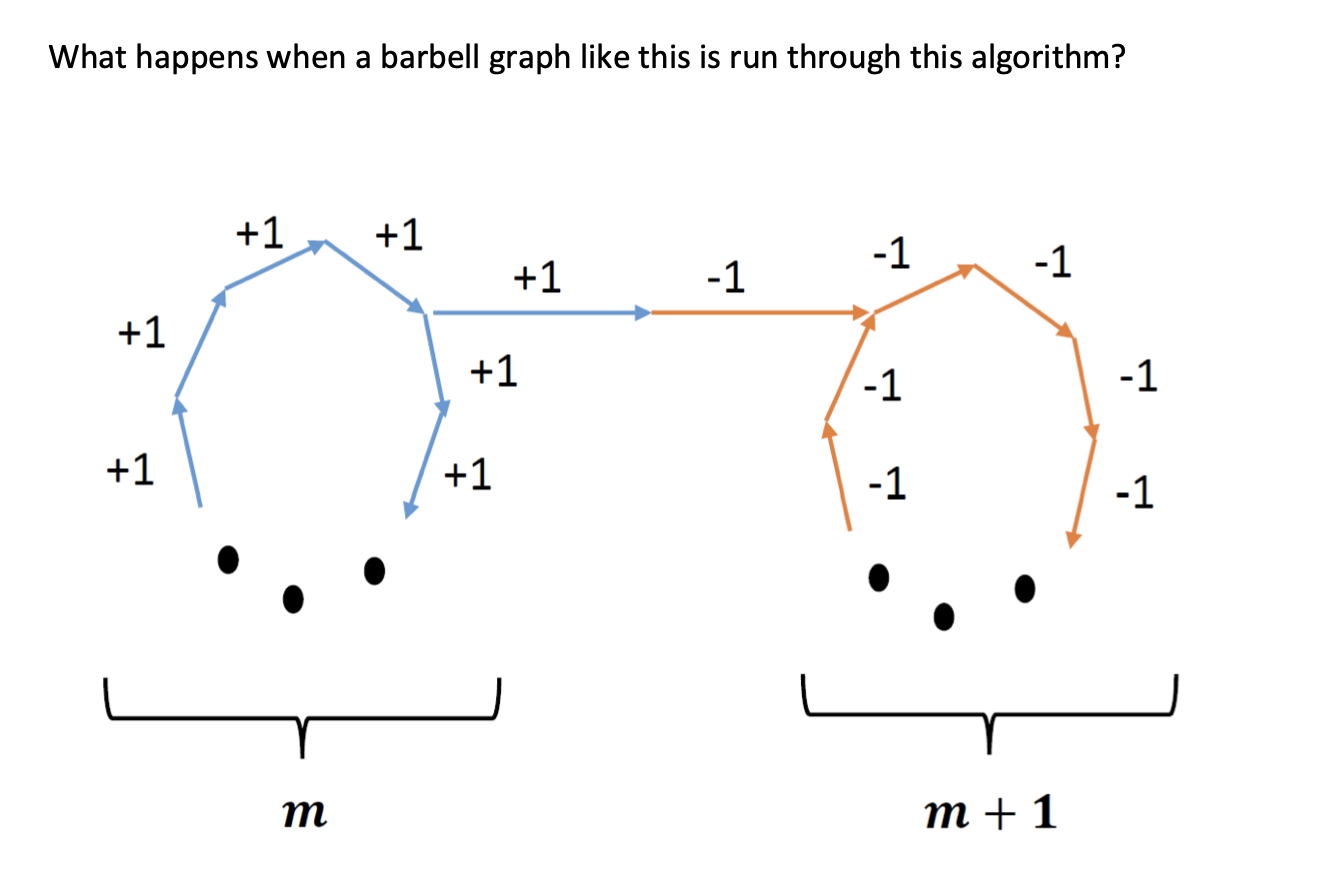 What happens when a barbell graph like this is run through this algorithm?
+1 +1
+1 -1 -1 -1
+1
+1 -1 -1
+1 +1 -1 -1
m m + 1